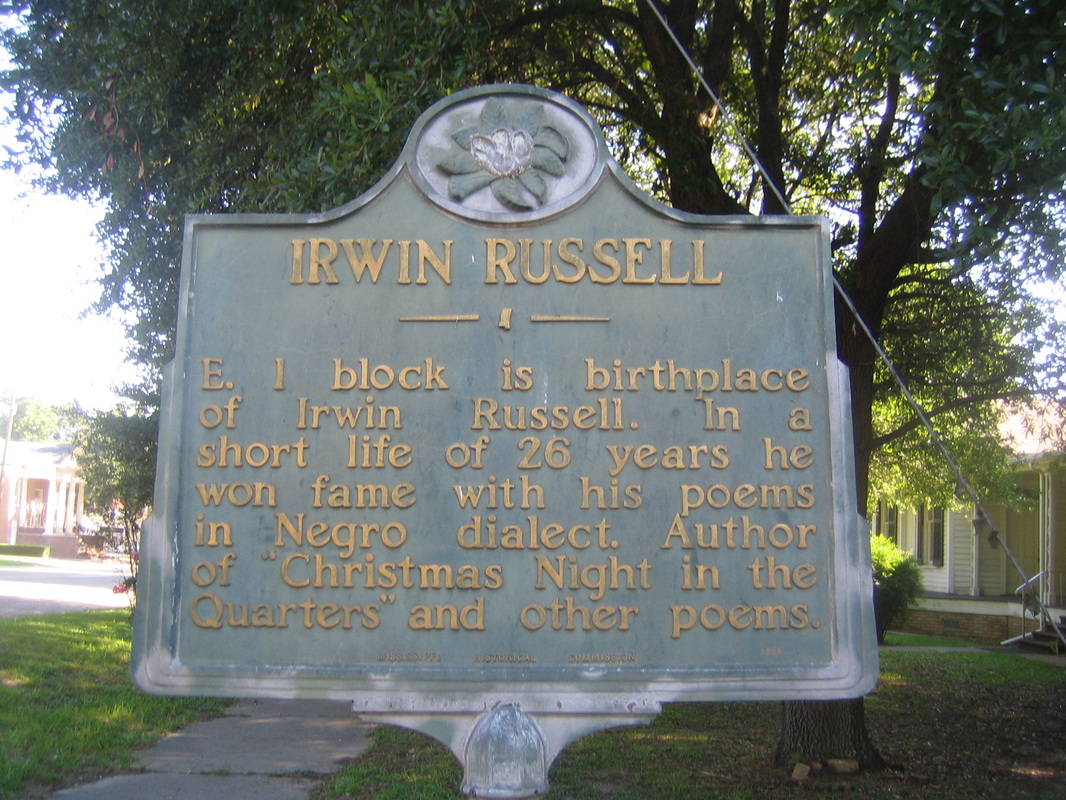 IRWIN RUSSELL
E. 1 block is birthplace
of Irwin Russell. In a
short life of 26 years he
won fame with his poems
in Negro dialect. Author
of "Christmas Night in the
Quarters" and other poems.
MISSISSIPPI HISTORICAL COMMISSION